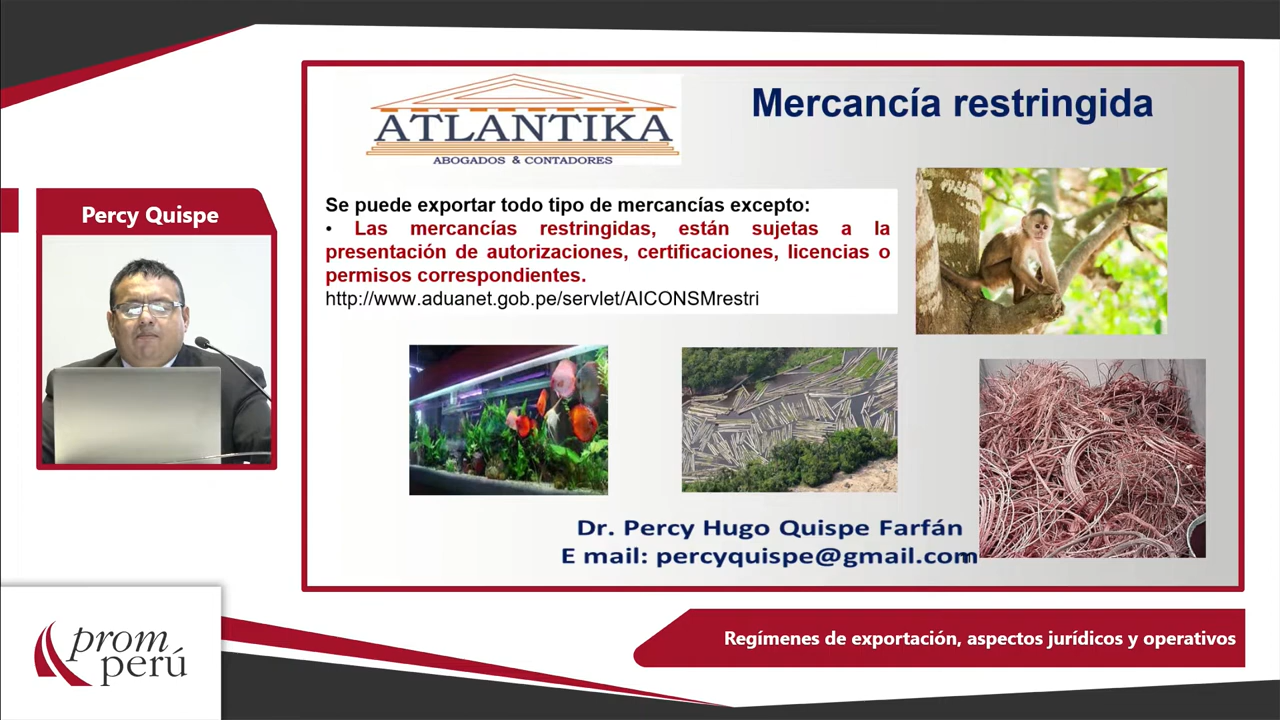 ATLANTIKA
ABOGADOS & CONTADORES
Mercancía restringida
Percy Quispe
Se puede exportar todo tipo de mercancías excepto:
• Las mercancías restringidas, están sujetas a la
presentación de autorizaciones, certificaciones, licencias o
permisos correspondientes.
http://www.aduanet.gob.pe/servlet/AICONSMrestri
Dr. Percy Hugo Quispe Farfán
E mail: percyquispe@gmail.com
prom
perú
Regímenes de exportación, aspectos jurídicos y operativos